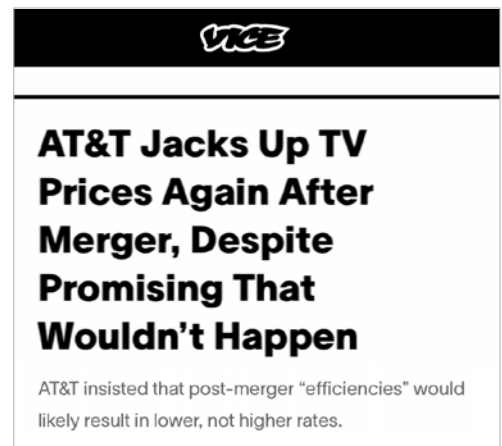 VICE
AT&T Jacks Up TV
Prices Again After
Merger, Despite
Promising That
Wouldn't Happen
AT&T insisted that post-merger “efficiencies” would
likely result in lower, not higher rates.